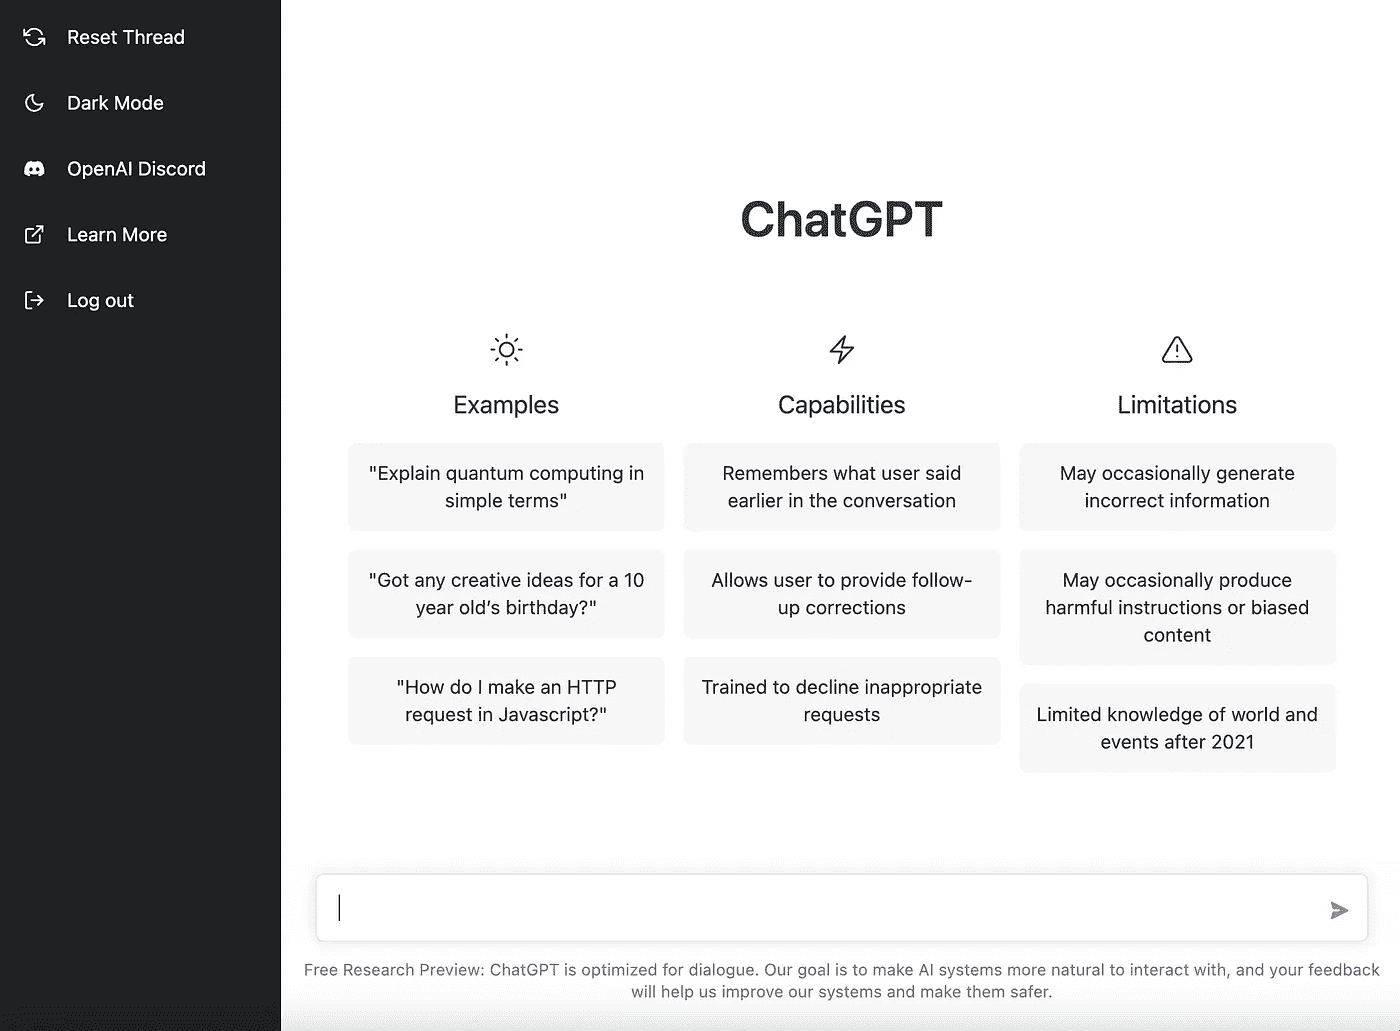 Reset Thread
Dark Mode
OpenAI Discord
Learn More
Log out
ChatGPT
Examples
"Explain quantum computing in
simple terms"
"Got any creative ideas for a 10
year old’s birthday?"
"How do I make an HTTP
request in Javascript?"
Capabilities
Remembers what user said
earlier in the conversation
Allows user to provide follow-
up corrections
Trained to decline inappropriate
requests
Limitations
May occasionally generate
incorrect information
May occasionally produce
harmful instructions or biased
content
Limited knowledge of world and
events after 2021
Free Research Preview: ChatGPT is optimized for dialogue. Our goal is to make AI systems more natural to interact with, and your feedback
will help us improve our systems and make them safer.